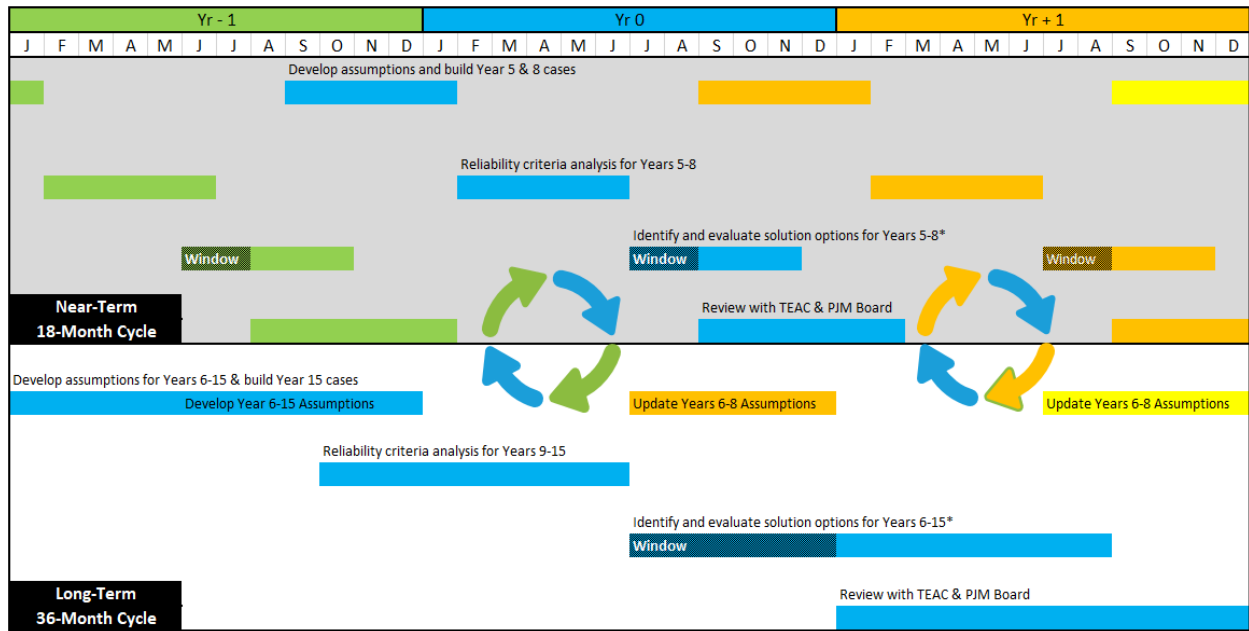 Yr - 1 Yr 0 Yr + 1
J F M A M J J A S O N D J F M A M J J A S O N D J F M A M J J A S O N D
Develop assumptions and build Year 5 & 8 cases
Reliability criteria analysis for Years 5-8
Identify and evaluate solution options for Years 5-8*
Window Window Window
Near-Term
18-Month Cycle
Review with TEAC & PJM Board
Develop assumptions for Years 6-15 & build Year 15 cases
Develop Year 6-15 Assumptions Update Years 6-8 Assumptions Update Years 6-8 Assumptions
Reliability criteria analysis for Years 9-15
Identify and evaluate solution options for Years 6-15*
Window
Long-Term
36-Month Cycle
Review with TEAC & PJM Board